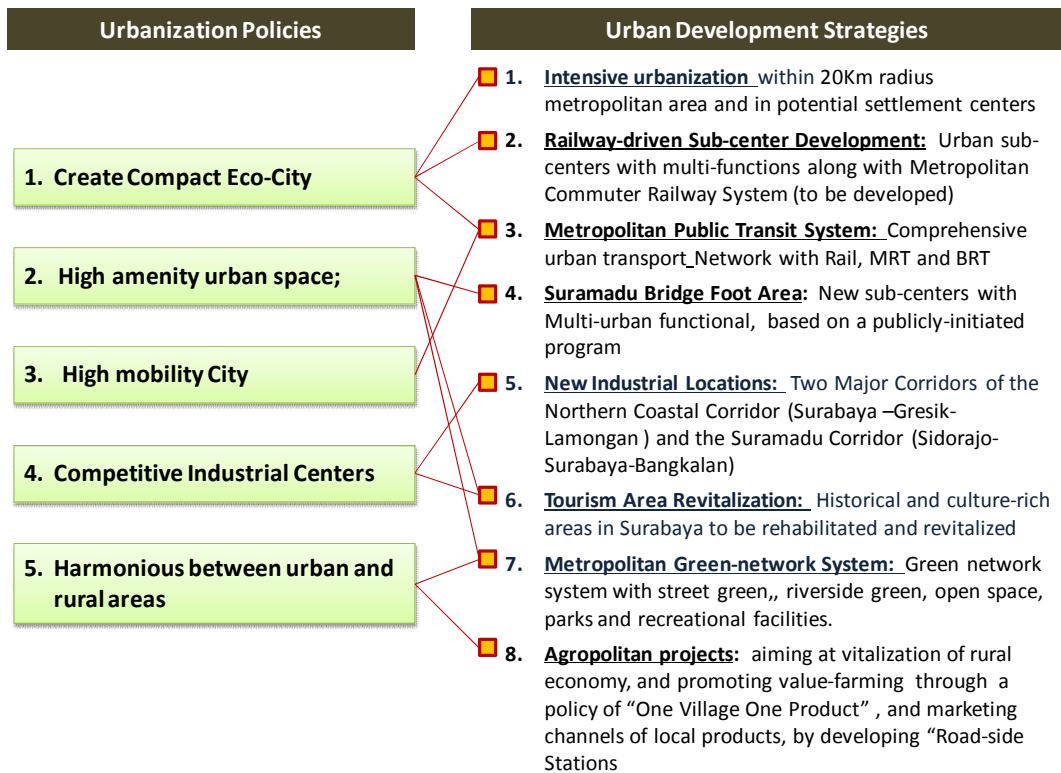 Urbanization Policies
1. Create Compact Eco-City
2. High amenity urban space;
3. High mobility City
4. Competitive Industrial Centers
5. Harmonious between urban and
rural areas
Urban Development Strategies
1. Intensive urbanization within 20Km radius
metropolitan area and in potential settlement centers
2. Railway-driven Sub-center Development: Urban sub-
centers with multi-functions along with Metropolitan
Commuter Railway System (to be developed)
3. Metropolitan Public Transit System: Comprehensive
urban transport Network with Rail, MRT and BRT
4. Suramadu Bridge Foot Area: New sub-centers with
Multi-urban functional, based on a publicly-initiated
program
5. New Industrial Locations: Two Major Corridors of the
Northern Coastal Corridor (Surabaya –Gresik-
Lamongan ) and the Suramadu Corridor (Sidorajo-
Surabaya-Bangkalan)
6. Tourism Area Revitalization: Historical and culture-rich
areas in Surabaya to be rehabilitated and revitalized
7. Metropolitan Green-network System: Green network
system with street green,, riverside green, open space,
parks and recreational facilities.
8. Agropolitan projects: aiming at vitalization of rural
economy, and promoting value-farming through a
policy of “One Village One Product” , and marketing
channels of local products, by developing “Road-side
Stations